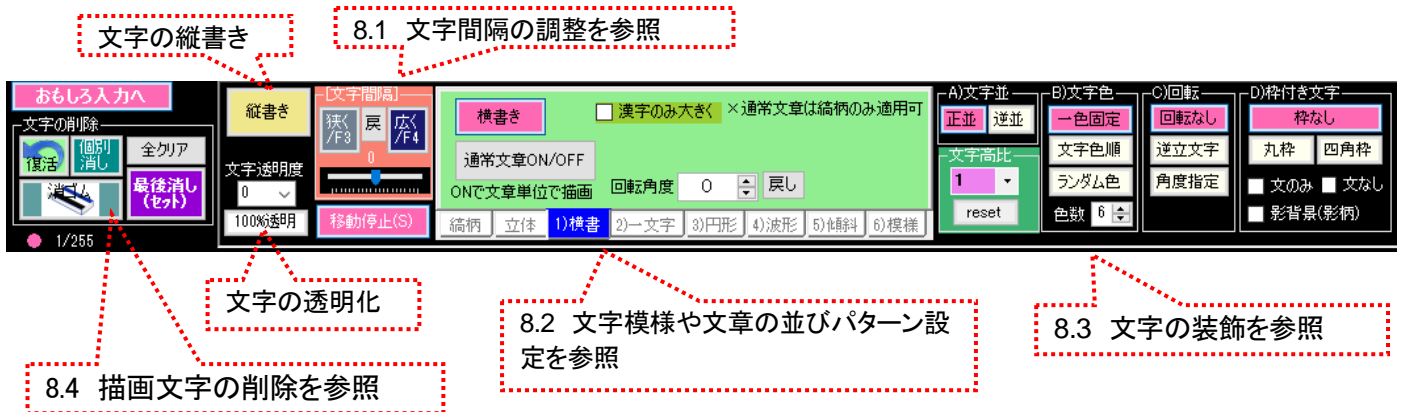 文字の縦書き
8.1 文字間隔の調整を参照
おもしろ入力へ
文字の削除
復活
個別消し
全クリア
消ゴム
最後消し
(セット)
1/255
縦書き
文字透明度
0
100%透明
[文字間隔]
狭く
/F3
戻
広く
/F4
0
移動停止(S)
横書き
漢字のみ大きく
×通常文章は縞柄のみ適用可
通常文章ON/OFF
ONで文章単位で描画
回転角度
0
戻し
縞柄
立体
1)横書
2)一文字
3)円形
4)波形
5)傾斜
6)模様
A)文字並
正並
逆並
文字高比
1
reset
B)文字色
一色固定
文字色順
ランダム色
色数
6
C)回転
回転なし
逆立文字
角度指定
D)枠付き文字
枠なし
丸枠
四角枠
文のみ
文なし
影背景(影柄)
文字の透明化
8.2 文字模様や文章の並びパターン設
定を参照
8.3 文字の装飾を参照
8.4 描画文字の削除を参照